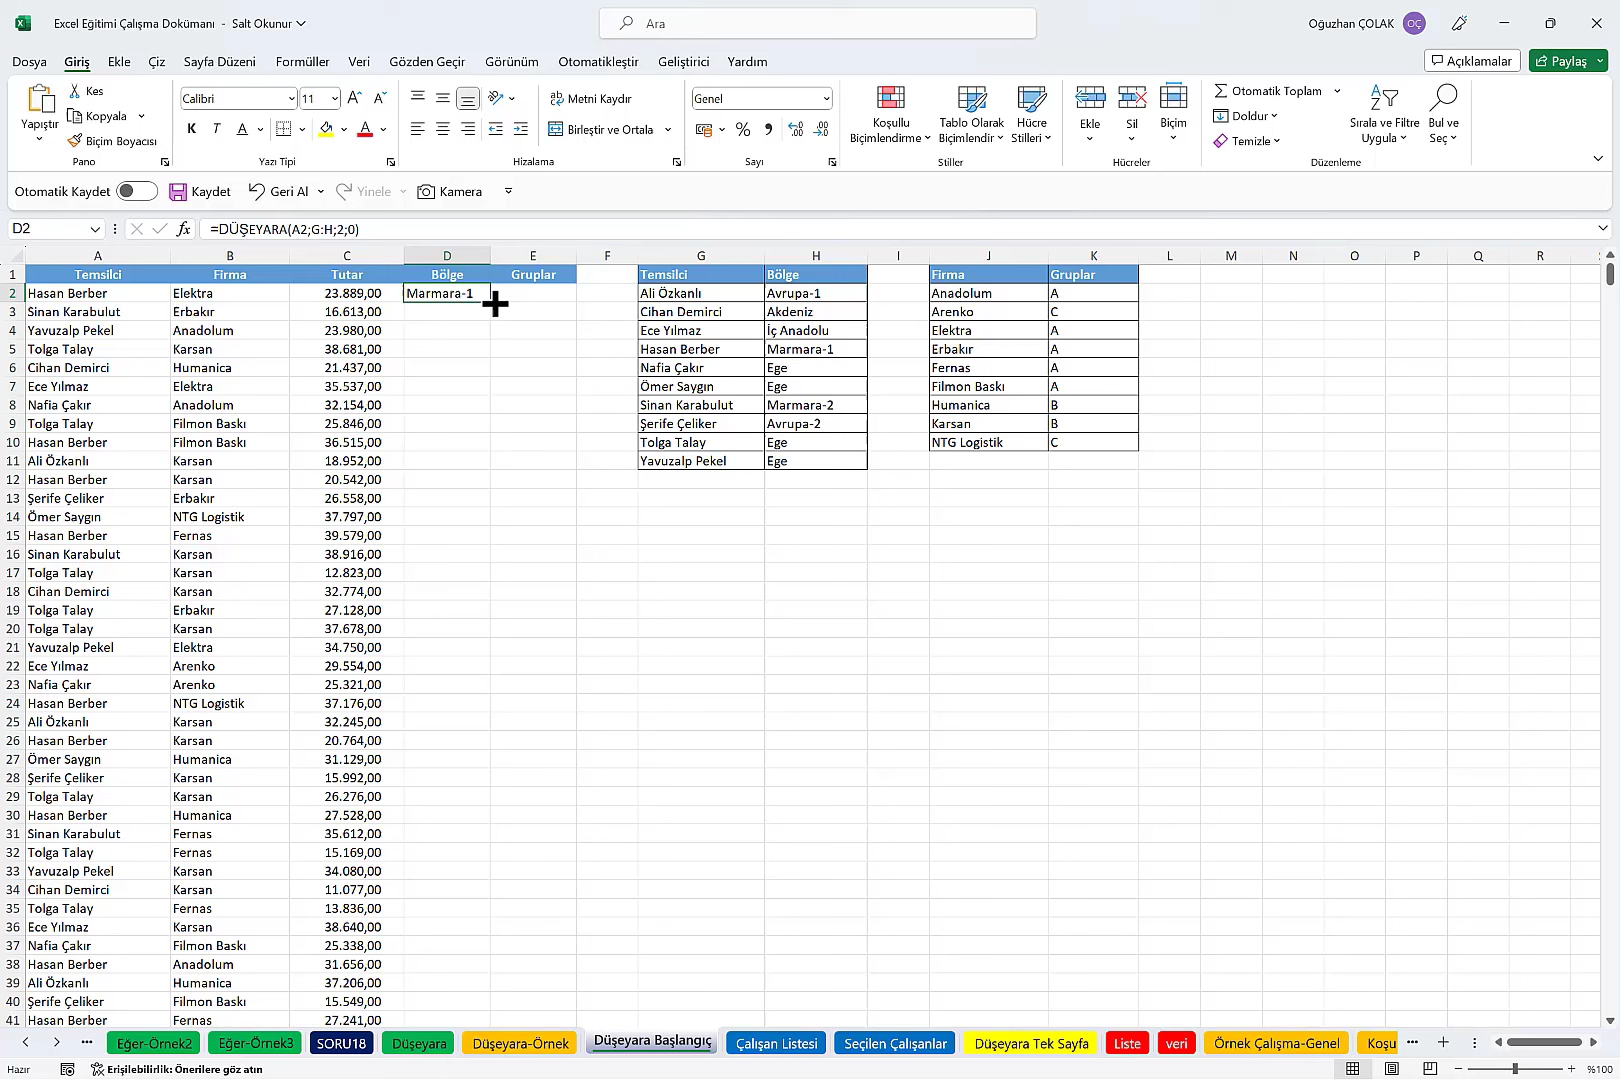 Excel Eğitimi Çalışma Dokümanı - Salt Okunur
Ara
Oğuzhan ÇOLAK OÇ
Dosya Giriş Ekle Çiz Sayfa Düzeni Formüller Veri Gözden Geçir Görünüm Otomatikleştir Geliştirici Yardım
Açıklamalar Paylaş
Yapıştır
Kes
Kopyala
Biçim Boyacısı
Pano
Calibri 11
K T A A
Yazı Tipi
Metni Kaydır
Birleştir ve Ortala
Hizalama
Genel
Sayı
Koşullu Biçimlendirme
Tablo Olarak Biçimlendir
Hücre Stilleri
Stiller
Ekle Sil Biçim
Hücreler
Otomatik Toplam
Doldur
Temizle
Sırala ve Filtre Uygula
Bul ve Seç
Düzenleme
Otomatik Kaydet Kaydet Geri Al Yinele Kamera
D2 fx =DÜŞEYARA(A2;G:H;2;0)
A B C D E F G H I J K L M N O P Q R
1 Temsilci Firma Tutar Bölge Gruplar Temsilci Bölge Firma Gruplar
2 Hasan Berber Elektra 23.889,00 Marmara-1 Ali Özkanlı Avrupa-1 Anadolum A
3 Sinan Karabulut Erbakır 16.613,00 Cihan Demirci Akdeniz Arenko C
4 Yavuzalp Pekel Anadolum 23.980,00 Ece Yılmaz İç Anadolu Elektra A
5 Tolga Talay Karsan 38.681,00 Hasan Berber Marmara-1 Erbakır A
6 Cihan Demirci Humanica 21.437,00 Nafia Çakır Ege Fernas A
7 Ece Yılmaz Elektra 35.537,00 Ömer Saygın Ege Filmon Baskı A
8 Nafia Çakır Anadolum 32.154,00 Sinan Karabulut Marmara-2 Humanica B
9 Tolga Talay Filmon Baskı 25.846,00 Şerife Çeliker Avrupa-2 Karsan B
10 Hasan Berber Filmon Baskı 36.515,00 Tolga Talay Ege NTG Logistik C
11 Ali Özkanlı Karsan 18.952,00 Yavuzalp Pekel Ege
12 Hasan Berber Karsan 20.542,00
13 Şerife Çeliker Erbakır 26.558,00
14 Ömer Saygın NTG Logistik 37.797,00
15 Hasan Berber Fernas 39.579,00
16 Sinan Karabulut Karsan 38.916,00
17 Tolga Talay Karsan 12.823,00
18 Cihan Demirci Karsan 32.774,00
19 Tolga Talay Erbakır 27.128,00
20 Tolga Talay Karsan 37.678,00
21 Yavuzalp Pekel Elektra 34.750,00
22 Ece Yılmaz Arenko 29.554,00
23 Nafia Çakır Arenko 25.321,00
24 Hasan Berber NTG Logistik 37.176,00
25 Ali Özkanlı Karsan 32.245,00
26 Hasan Berber Karsan 20.764,00
27 Ömer Saygın Humanica 31.129,00
28 Şerife Çeliker Karsan 15.992,00
29 Tolga Talay Karsan 26.276,00
30 Hasan Berber Humanica 27.528,00
31 Sinan Karabulut Fernas 35.612,00
32 Tolga Talay Fernas 15.169,00
33 Yavuzalp Pekel Karsan 34.080,00
34 Cihan Demirci Karsan 11.077,00
35 Tolga Talay Fernas 13.836,00
36 Ece Yılmaz Karsan 38.640,00
37 Nafia Çakır Filmon Baskı 25.338,00
38 Hasan Berber Anadolum 31.656,00
39 Ali Özkanlı Humanica 37.206,00
40 Şerife Çeliker Filmon Baskı 15.549,00
41 Hasan Berber Fernas 27.241,00
Eğer-Örnek2 Eğer-Örnek3 SORU18 Düşeyara Düşeyara-Örnek Düşeyara Başlangıç Çalışan Listesi Seçilen Çalışanlar Düşeyara Tek Sayfa Liste veri Örnek Çalışma-Genel Koşu
Hazır Erişilebilirlik: Önerilere göz atın %100